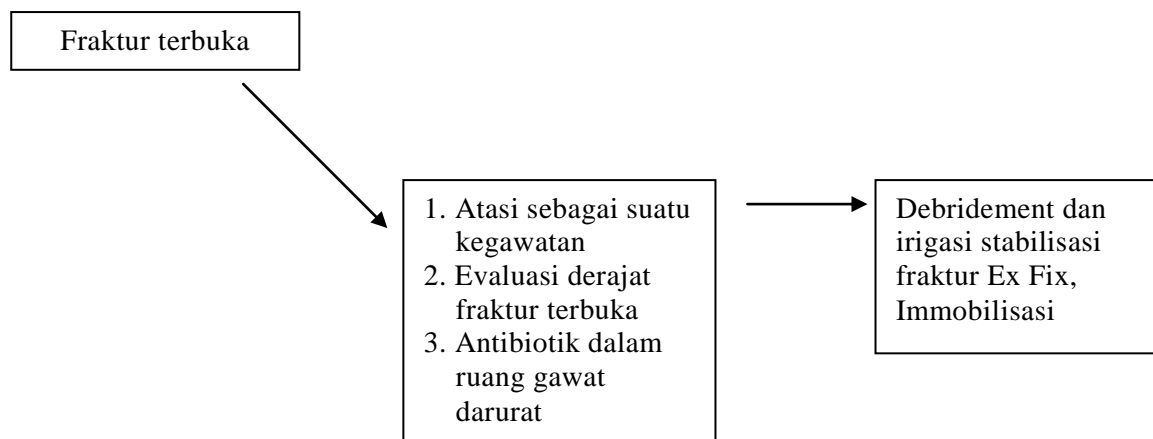 Fraktur terbuka
1. Atasi sebagai suatu
kegawatan
2. Evaluasi derajat
fraktur terbuka
3. Antibiotik dalam
ruang gawat
darurat
Debridement dan
irigasi stabilisasi
fraktur Ex Fix,
Immobilisasi